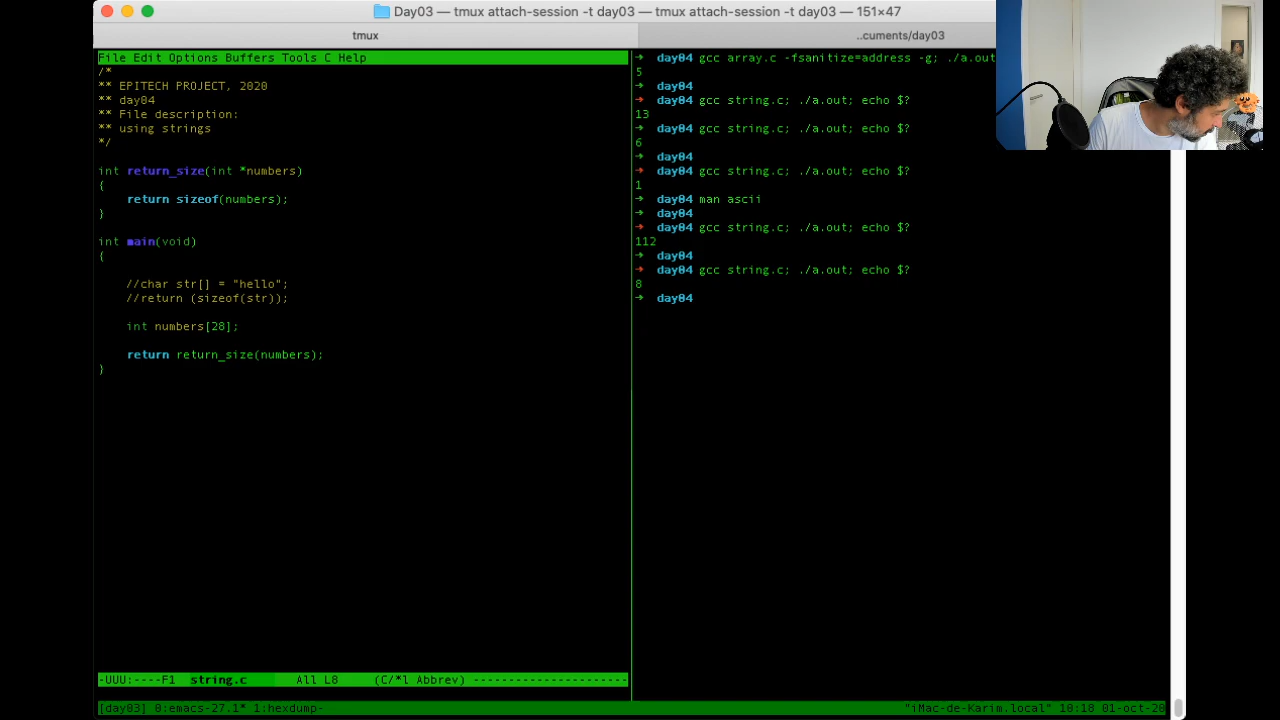 Day03 — tmux attach-session -t day03 — tmux attach-session -t day03 — 151×47
tmux
..cuments/day03
File Edit Options Buffers Tools C Help
/*
** EPITECH PROJECT, 2020
** day04
** File description:
** using strings
*/
int return_size(int *numbers)
{
return sizeof(numbers);
}
int main(void)
{
//char str[] = "hello";
//return (sizeof(str));
int numbers[28];
return return_size(numbers);
}
-UUU:----F1 string.c All L8 (C/*l Abbrev) ----------------------
[day03] 0:emacs-27.1* 1:hexdump-
→ day04 gcc array.c -fsanitize=address -g; ./a.out
5
→ day04
→ day04 gcc string.c; ./a.out; echo $?
13
→ day04 gcc string.c; ./a.out; echo $?
6
→ day04
→ day04 gcc string.c; ./a.out; echo $?
1
→ day04 man ascii
→ day04
→ day04 gcc string.c; ./a.out; echo $?
112
→ day04
→ day04 gcc string.c; ./a.out; echo $?
8
→ day04
"iMac-de-Karim.local" 18:18 01-oct-20